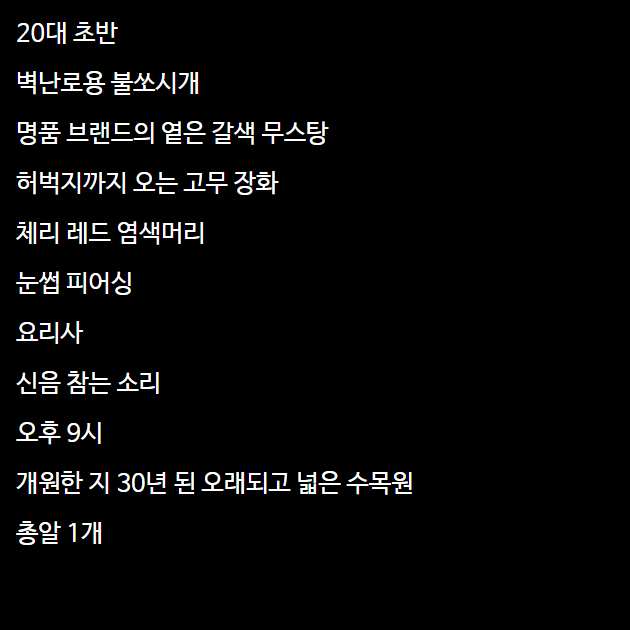 20대 초반
벽난로용 불쏘시개
명품 브랜드의 옅은 갈색 무스탕
허벅지까지 오는 고무 장화
체리 레드 염색머리
눈썹 피어싱
요리사
신음 참는 소리
오후 9시
개원한 지 30년 된 오래되고 넓은 수목원
총알 1개